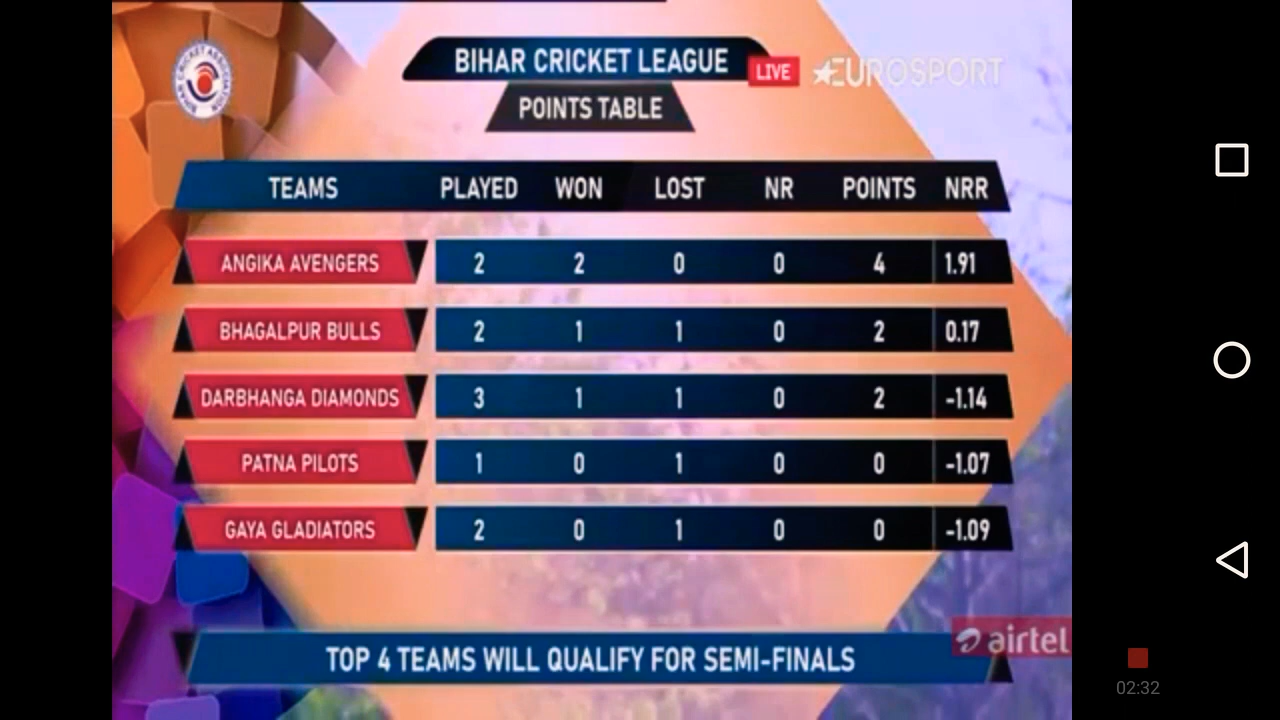 BIHAR CRICKET LEAGUE
LIVE EUROSPORT
POINTS TABLE
TEAMS PLAYED WON LOST NR POINTS NRR
ANGIKA AVENGERS 2 2 0 0 4 1.91
BHAGALPUR BULLS 2 1 1 0 2 0.17
DARBHANGA DIAMONDS 3 1 1 0 2 -1.14
PATNA PILOTS 1 0 1 0 0 -1.07
GAYA GLADIATORS 2 0 1 0 0 -1.09
airtel
TOP 4 TEAMS WILL QUALIFY FOR SEMI-FINALS
02:32